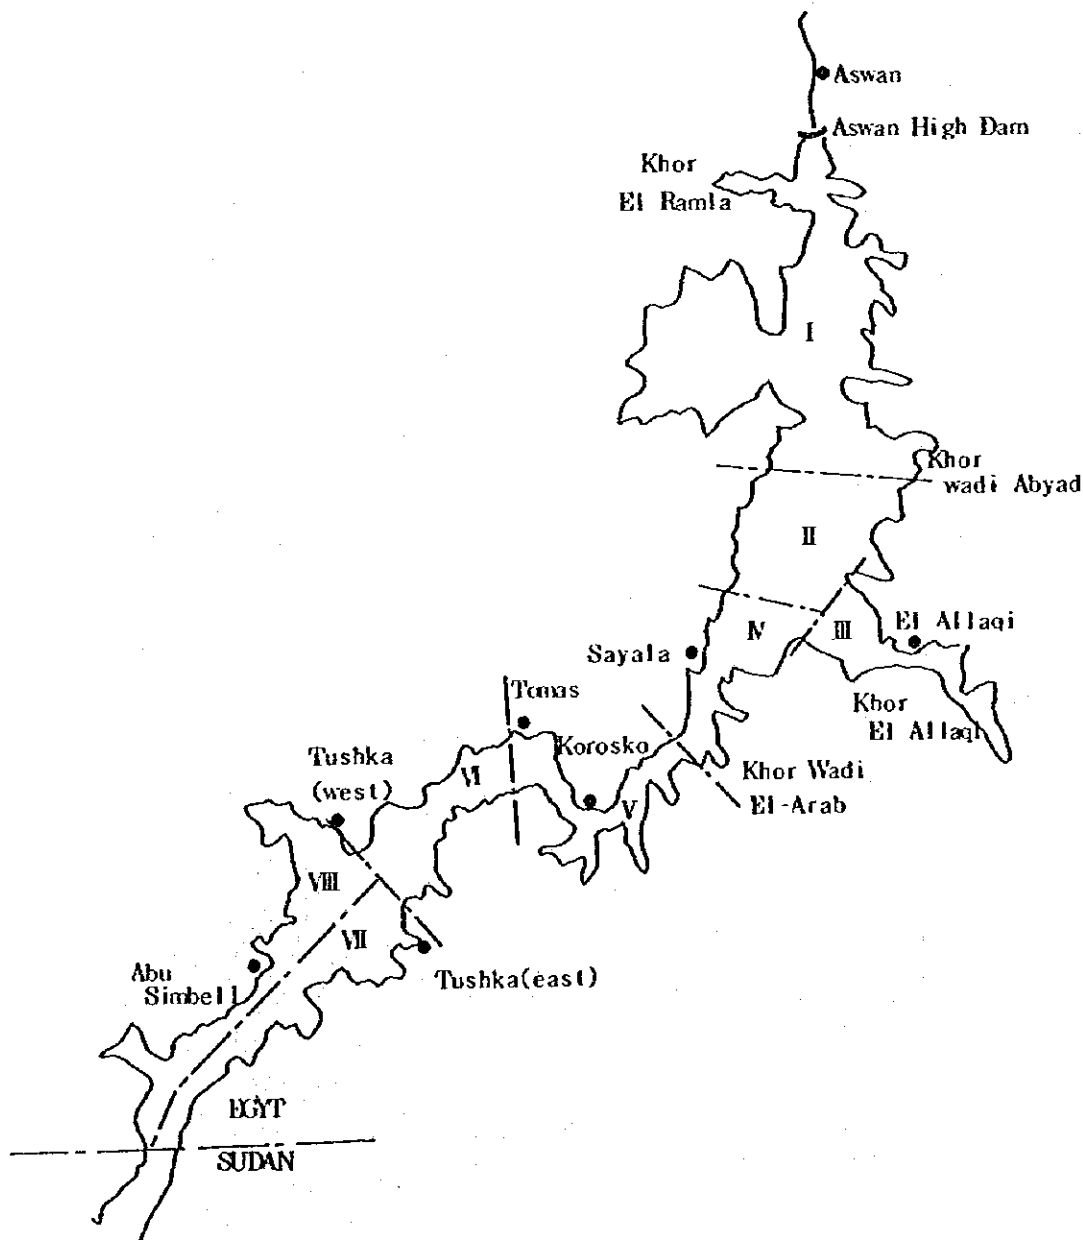 Aswan
Aswan High Dam
Khor
El Ramla
I
Khor
wadi Abyad
II
El Allaqi
III
IV
Sayala
Khor
El Allaqi
Tomas
Korosko
Tushka
(west)
VI
Khor Wadi
El-Arab
V
VIII
VII
Abu
Simbell
Tushka(east)
EGYT
SUDAN